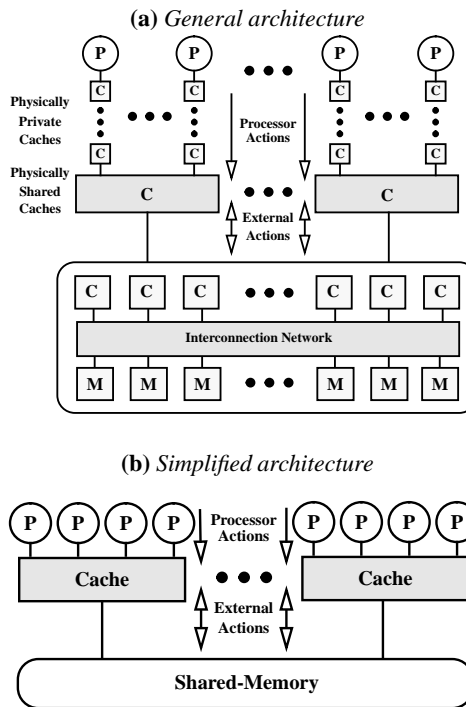 (a) General architecture
P P P P
C C C C
Physically
Private
Caches
Processor
Actions
C C C C
Physically
Shared
Caches
C C
External
Actions
C C C C C C
Interconnection Network
M M M M M M
(b) Simplified architecture
P P P P P P P P
Processor
Actions
Cache Cache
External
Actions
Shared-Memory